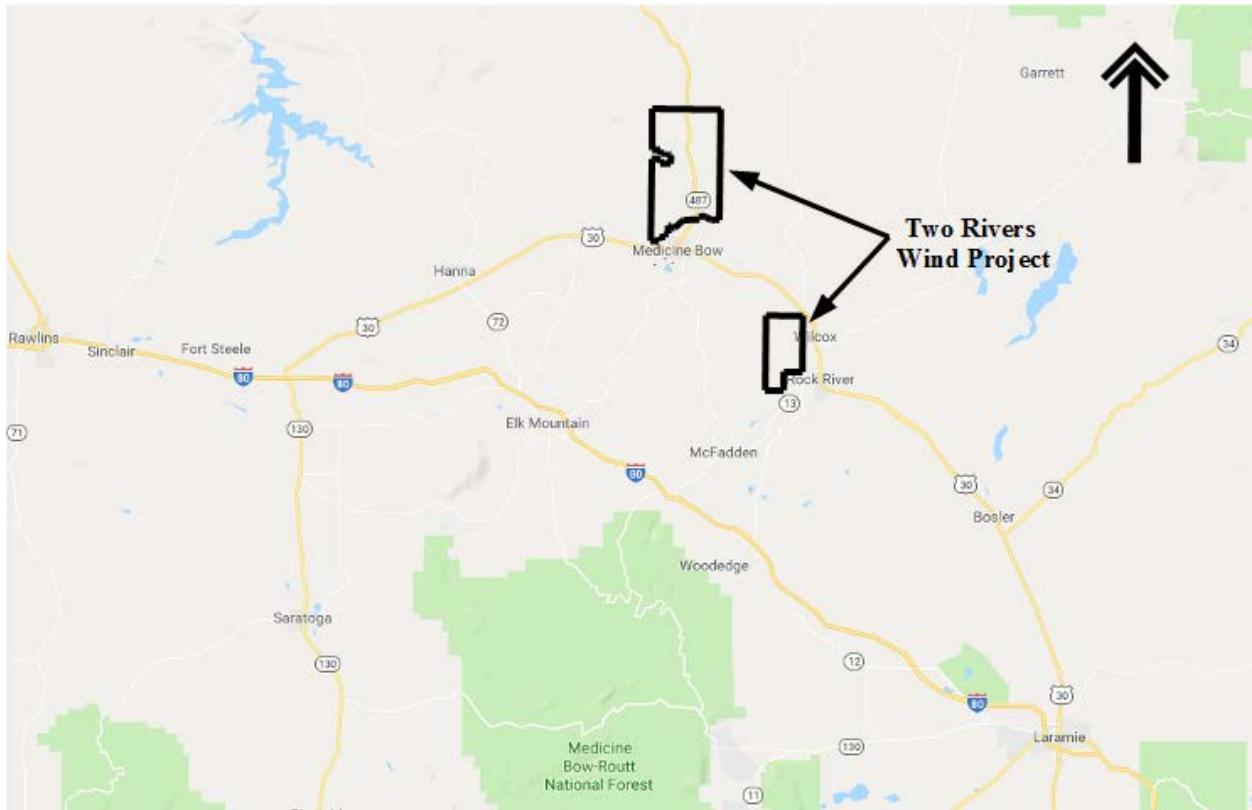 Garrett
487
Two Rivers
Wind Project
30
Medicine Bow
Hanna
72
30
Wilcox
Rawlins
Sinclair
Fort Steele
34
80
80
Rock River
13
71
130
Elk Mountain
McFadden
80
30
34
Bosler
Woodedge
Saratoga
130
12
80
30
Laramie
130
Medicine
Bow-Routt
National Forest
11